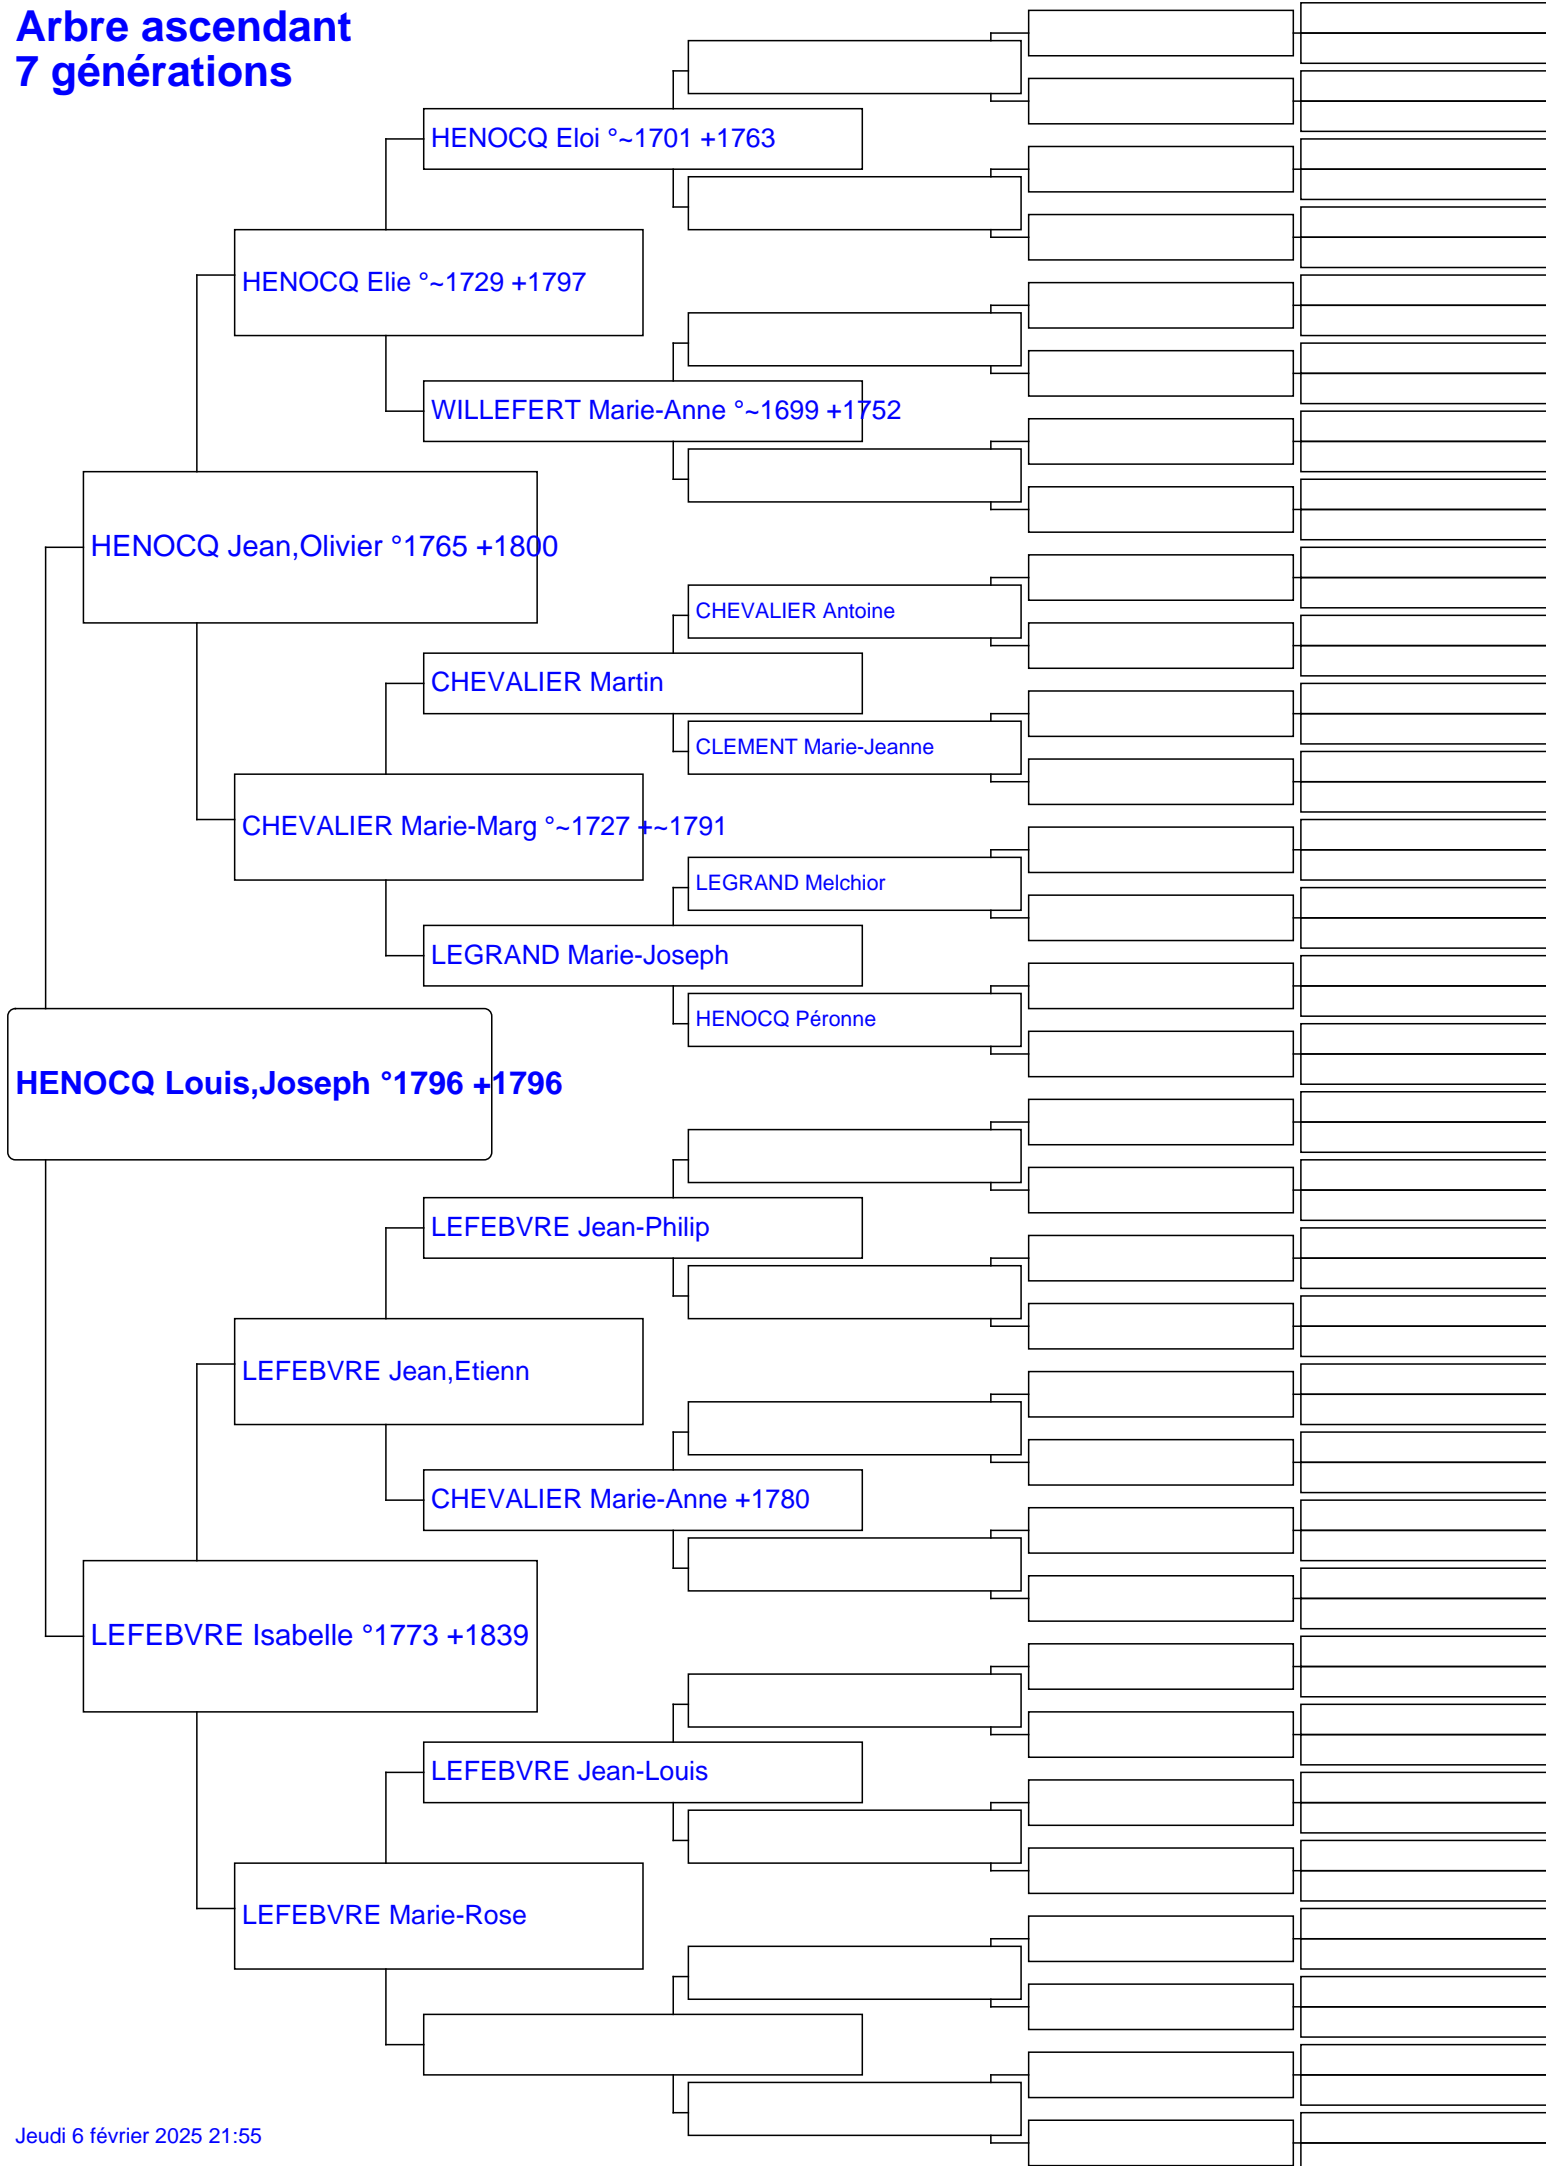 Arbre ascendant
7 générations
HENOCQ Eloi °~1701 +1763
HENOCQ Elie °~1729 +1797
WILLEFERT Marie-Anne °~1699 +1752
HENOCQ Jean,Olivier °1765 +1800
CHEVALIER Antoine
CHEVALIER Martin
CLEMENT Marie-Jeanne
CHEVALIER Marie-Marg °~1727 +~1791
LEGRAND Melchior
LEGRAND Marie-Joseph
HENOCQ Péronne
HENOCQ Louis,Joseph °1796 +1796
LEFEBVRE Jean-Philip
LEFEBVRE Jean,Etienn
CHEVALIER Marie-Anne +1780
LEFEBVRE Isabelle °1773 +1839
LEFEBVRE Jean-Louis
LEFEBVRE Marie-Rose
Jeudi 6 février 2025 21:55